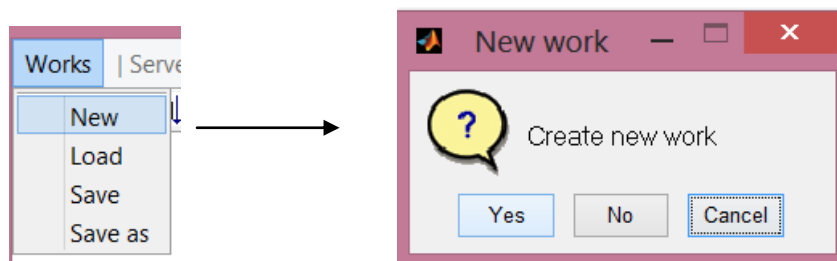 Works | Serve
New
Load
Save
Save as
New work
?
Create new work
Yes No Cancel